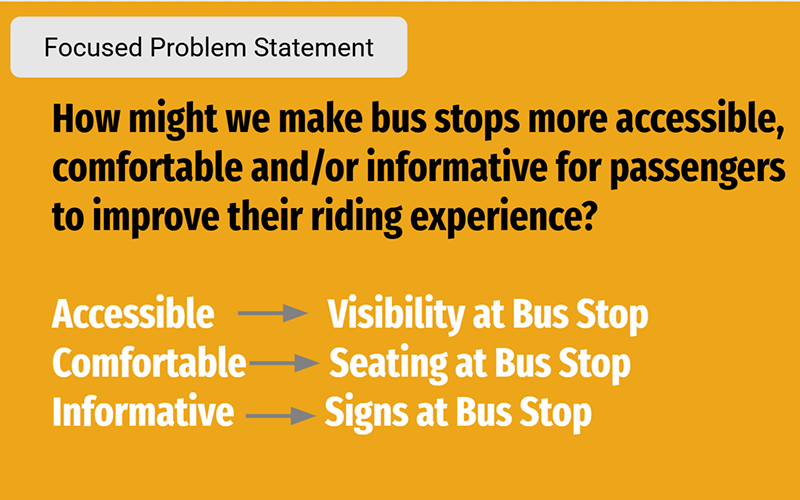 Focused Problem Statement
How might we make bus stops more accessible,
comfortable and/or informative for passengers
to improve their riding experience?
Accessible Visibility at Bus Stop
Comfortable Seating at Bus Stop
Informative Signs at Bus Stop